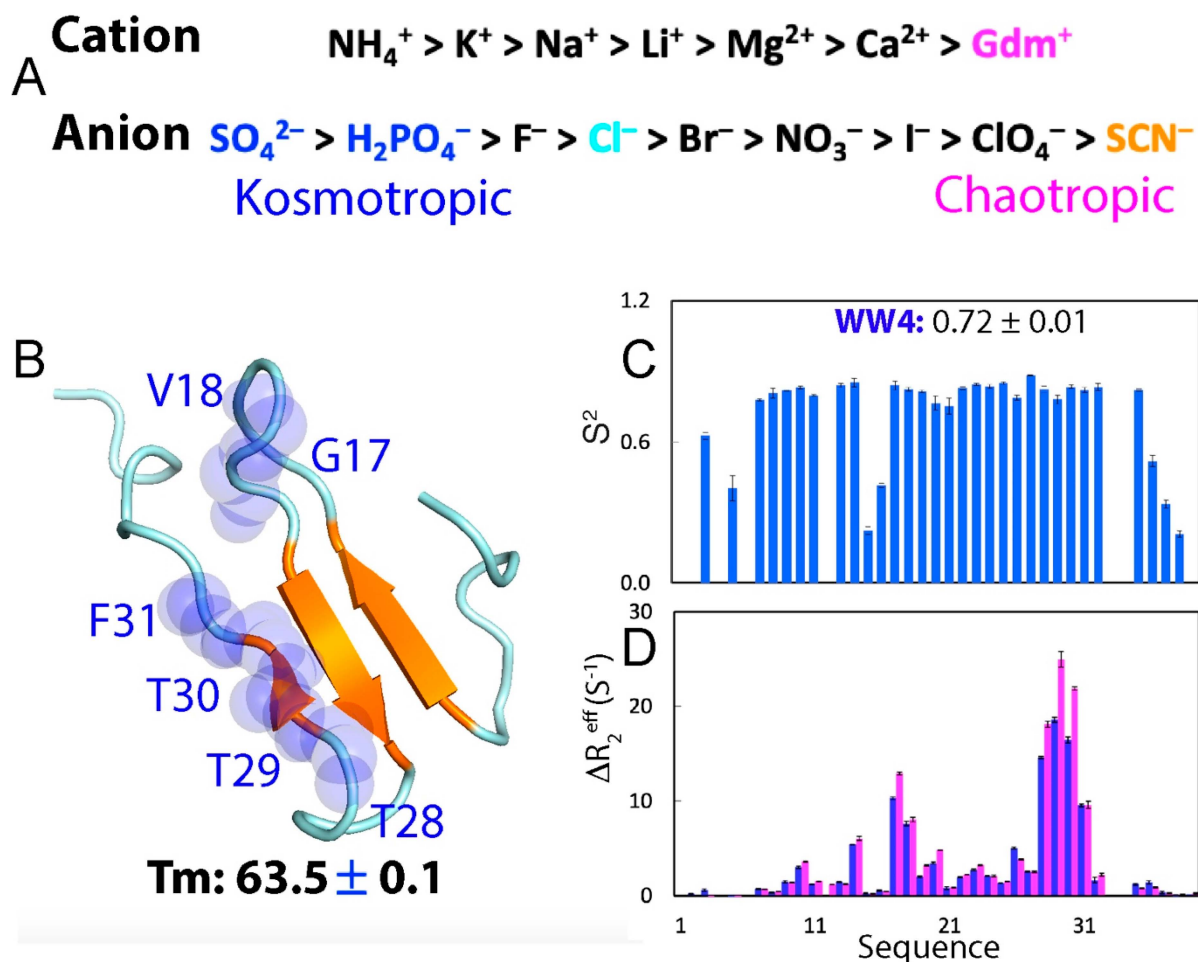 Cation NH₄⁺ > K⁺ > Na⁺ > Li⁺ > Mg²⁺ > Ca²⁺ > Gdm⁺
A
Anion SO₄²⁻ > H₂PO₄⁻ > F⁻ > Cl⁻ > Br⁻ > NO₃⁻ > I⁻ > ClO₄⁻ > SCN⁻
Kosmotropic Chaotropic
B
V18
G17
F31
T30
T29
T28
Tm: 63.5 ± 0.1
C
WW4: 0.72 ± 0.01
1.2
0.6
0.0
S²
D
30
20
10
0
ΔR₂ᵉᶠᶠ(S⁻¹)
1 11 21 31
Sequence